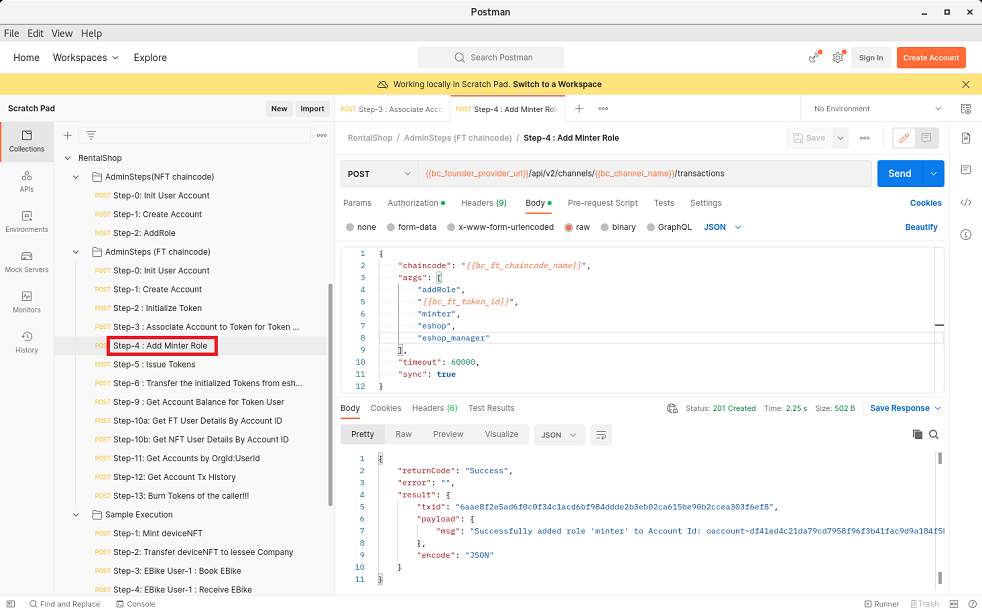 Postman
File Edit View Help
Home Workspaces Explore
Search Postman
Sign In
Create Account
Working locally in Scratch Pad. Switch to a Workspace
Scratch Pad
New Import
POST Step-3 : Associate Acc
POST Step-4 : Add Minter Role
No Environment
Collections
APIs
Environments
Mock Servers
Monitors
History
RentalShop
AdminSteps(NFT chaincode)
POST Step-0: Init User Account
POST Step-1: Create Account
POST Step-2: AddRole
AdminSteps (FT chaincode)
POST Step-0: Init User Account
POST Step-1: Create Account
POST Step-2 : Initialize Token
POST Step-3 : Associate Account to Token for Token ...
POST Step-4 : Add Minter Role
POST Step-5 : Issue Tokens
POST Step-6 : Transfer the initialized Tokens from esh...
POST Step-9 : Get Account Balance for Token User
POST Step-10a: Get FT User Details By Account ID
POST Step-10b: Get NFT User Details By Account ID
POST Step-11: Get Accounts by OrgId:UserId
POST Step-12: Get Account Tx History
POST Step-13: Burn Tokens of the caller!!!
Sample Execution
POST Step-1: Mint deviceNFT
POST Step-2: Transfer deviceNFT to lessee Company
POST Step-3: EBike User-1 : Book EBike
POST Step-4: EBike User-1 : Receive EBike
RentalShop / AdminSteps (FT chaincode) / Step-4 : Add Minter Role
Save
POST {{bc_founder_provider_url}}/api/v2/channels/{{bc_channel_name}}/transactions
Send
Params Authorization Headers (9) Body Pre-request Script Tests Settings
Cookies
none form-data x-www-form-urlencoded raw binary GraphQL JSON
Beautify
1 {
2 "chaincode": "{{bc_ft_chaincode_name}}",
3 "args": [
4 "addRole",
5 "{{bc_ft_token_id}}",
6 "minter",
7 "eshop",
8 "eshop_manager"
9 ],
10 "timeout": 60000,
11 "sync": true
12 }
Body Cookies Headers (6) Test Results
Status: 201 Created Time: 2.25 s Size: 502 B
Save Response
Pretty Raw Preview Visualize JSON
1 {
2 "returnCode": "Success",
3 "error": "",
4 "result": {
5 "txid": "6aae8f2e5ad6f0c0f34c1acd6bf984ddde2b3eb02ca615be90b2ccea303f6ef8",
6 "payload": {
7 "msg": "Successfully added role 'minter' to Account Id: oaccount~df41ed4c21da79cd7958f96f3b41fac9d9a184f5
8 },
9 "encode": "JSON"
10 }
11 }
Find and Replace Console
Runner Trash